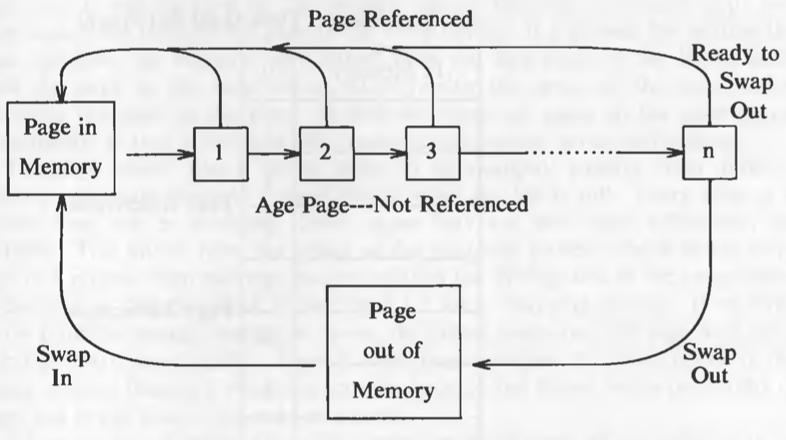 Page Referenced
Ready to
Swap
Out
Page in
Memory
1
2
3
n
Age Page---Not Referenced
Page
out of
Memory
Swap
In
Swap
Out